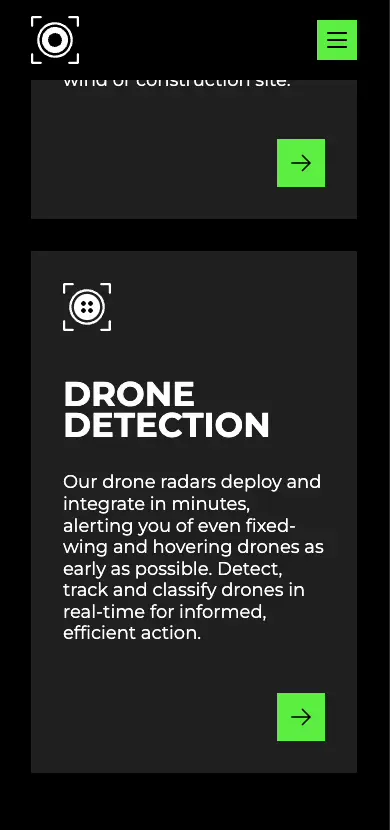 wind or construction site.
DRONE
DETECTION
Our drone radars deploy and
integrate in minutes,
alerting you of even fixed-
wing and hovering drones as
early as possible. Detect,
track and classify drones in
real-time for informed,
efficient action.